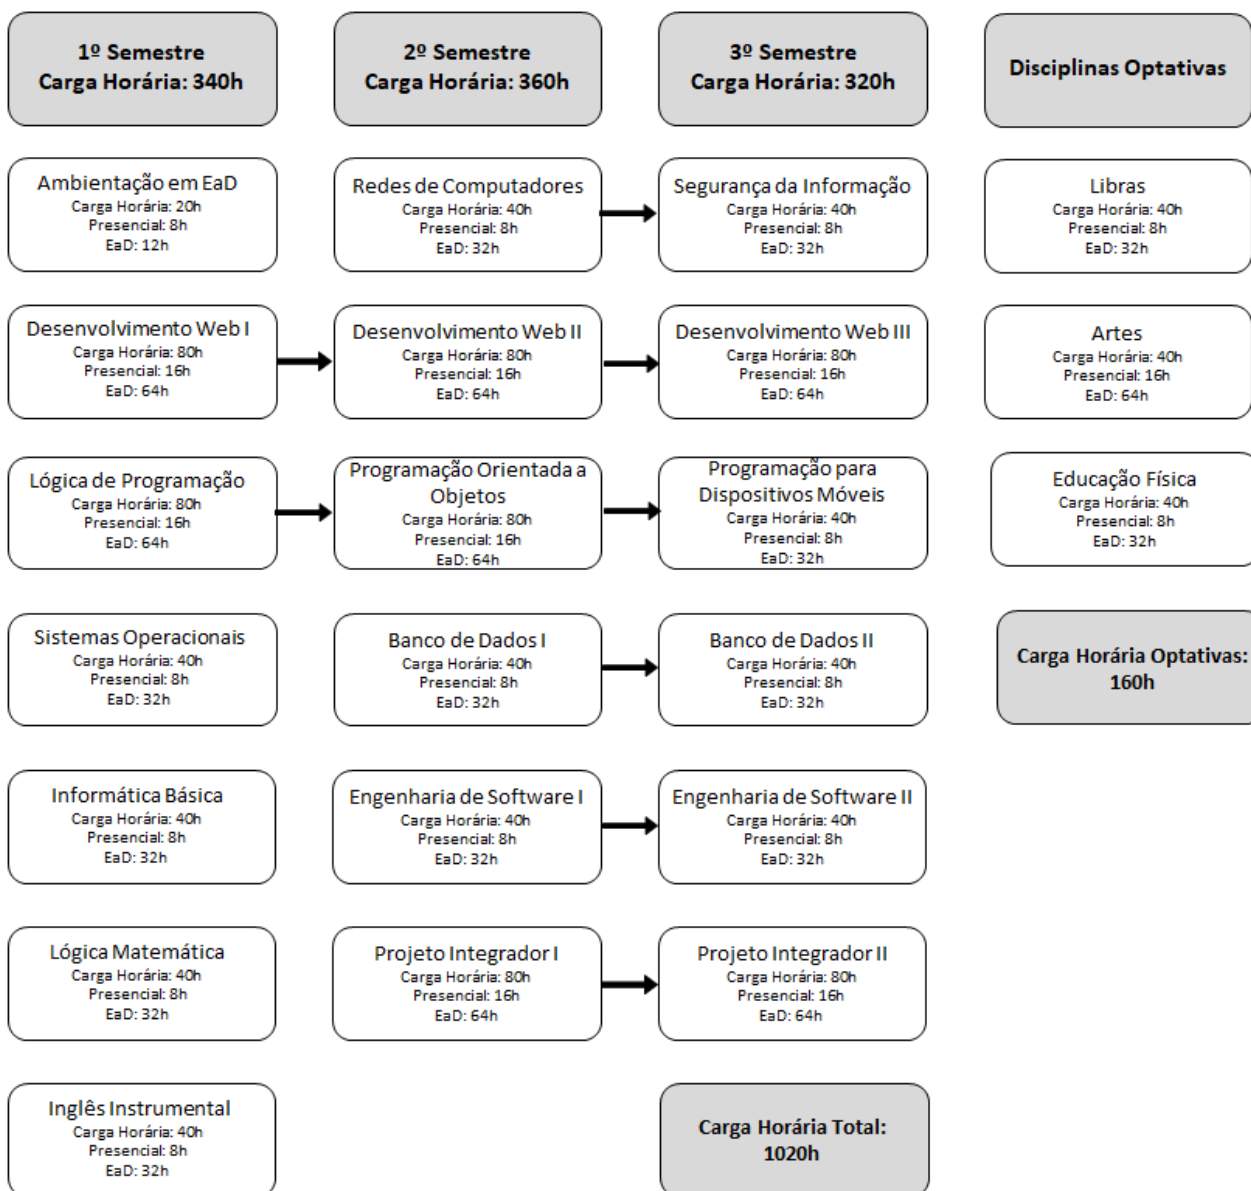 1º Semestre
Carga Horária: 340h
2º Semestre
Carga Horária: 360h
3º Semestre
Carga Horária: 320h
Disciplinas Optativas
Ambientação em EaD
Carga Horária: 20h
Presencial: 8h
EaD: 12h
Redes de Computadores
Carga Horária: 40h
Presencial: 8h
EaD: 32h
Segurança da Informação
Carga Horária: 40h
Presencial: 8h
EaD: 32h
Libras
Carga Horária: 40h
Presencial: 8h
EaD: 32h
Desenvolvimento Web I
Carga Horária: 80h
Presencial: 16h
EaD: 64h
Desenvolvimento Web II
Carga Horária: 80h
Presencial: 16h
EaD: 64h
Desenvolvimento Web III
Carga Horária: 80h
Presencial: 16h
EaD: 64h
Artes
Carga Horária: 40h
Presencial: 16h
EaD: 64h
Lógica de Programação
Carga Horária: 80h
Presencial: 16h
EaD: 64h
Programação Orientada a
Objetos
Carga Horária: 80h
Presencial: 16h
EaD: 64h
Programação para
Dispositivos Móveis
Carga Horária: 40h
Presencial: 8h
EaD: 32h
Educação Física
Carga Horária: 40h
Presencial: 8h
EaD: 32h
Sistemas Operacionais
Carga Horária: 40h
Presencial: 8h
EaD: 32h
Banco de Dados I
Carga Horária: 40h
Presencial: 8h
EaD: 32h
Banco de Dados II
Carga Horária: 40h
Presencial: 8h
EaD: 32h
Carga Horária Optativas:
160h
Informática Básica
Carga Horária: 40h
Presencial: 8h
EaD: 32h
Engenharia de Software I
Carga Horária: 40h
Presencial: 8h
EaD: 32h
Engenharia de Software II
Carga Horária: 40h
Presencial: 8h
EaD: 32h
Lógica Matemática
Carga Horária: 40h
Presencial: 8h
EaD: 32h
Projeto Integrador I
Carga Horária: 80h
Presencial: 16h
EaD: 64h
Projeto Integrador II
Carga Horária: 80h
Presencial: 16h
EaD: 64h
Inglês Instrumental
Carga Horária: 40h
Presencial: 8h
EaD: 32h
Carga Horária Total:
1020h